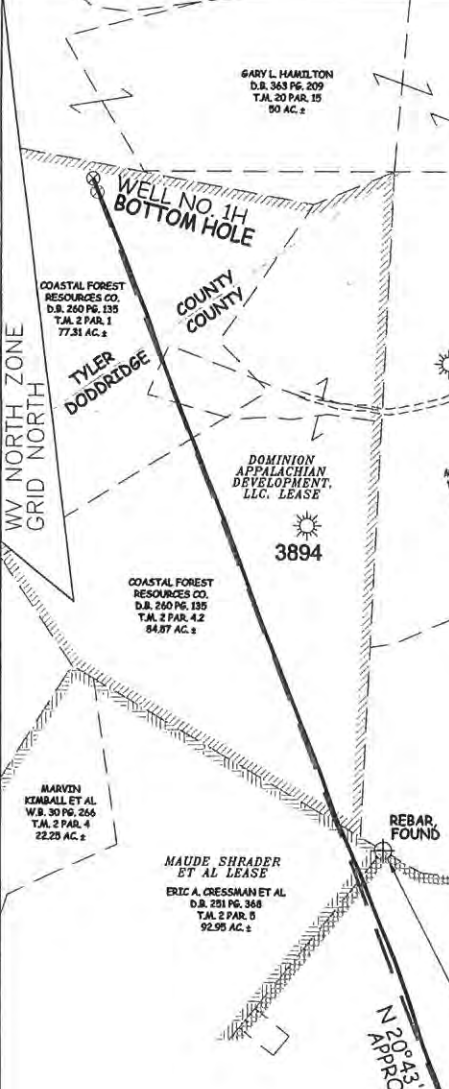 GARY L. HAMILTON
D.B. 363 PG. 209
T.M. 20 PAR. 15
50 AC. ±
WELL NO. 1H
BOTTOM HOLE
COASTAL FOREST
RESOURCES CO.
D.B. 260 PG. 135
T.M. 2 PAR. 1
77.31 AC. ±
COUNTY
COUNTY
TYLER
DODDRIDGE
WV NORTH ZONE
GRID NORTH
DOMINION
APPALACHIAN
DEVELOPMENT,
LLC. LEASE
3894
COASTAL FOREST
RESOURCES CO.
D.B. 260 PG. 135
T.M. 2 PAR. 4.2
84.87 AC. ±
MARVIN
KIMBALL ET AL
W.B. 30 PG. 266
T.M. 2 PAR. 4
22.25 AC. ±
REBAR,
FOUND
MAUDE SHRADER
ET AL LEASE
ERIC A. CRESSMAN ET AL
D.B. 251 PG. 368
T.M. 2 PAR. 5
92.95 AC. ±
N 20°43'
APPRO